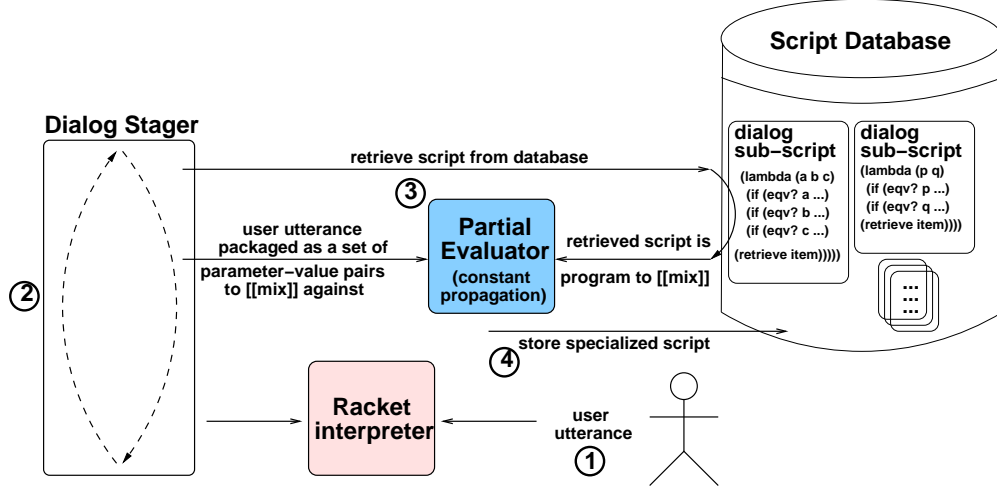 Script Database
Dialog Stager
dialog
sub−script
(lambda (a b c)
(if (eqv? a ...)
(if (eqv? b ...)
(if (eqv? c ...)
(retrieve item)))))
dialog
sub−script
(lambda (p q)
(if (eqv? p ...)
(if (eqv? q ...)
(retrieve item))))
...
...
...
retrieve script from database
3
user utterance
packaged as a set of
parameter−value pairs
to [[mix]] against
Partial
Evaluator
(constant
propagation)
retrieved script is
program to [[mix]]
2
4
store specialized script
Racket
interpreter
user
utterance
1